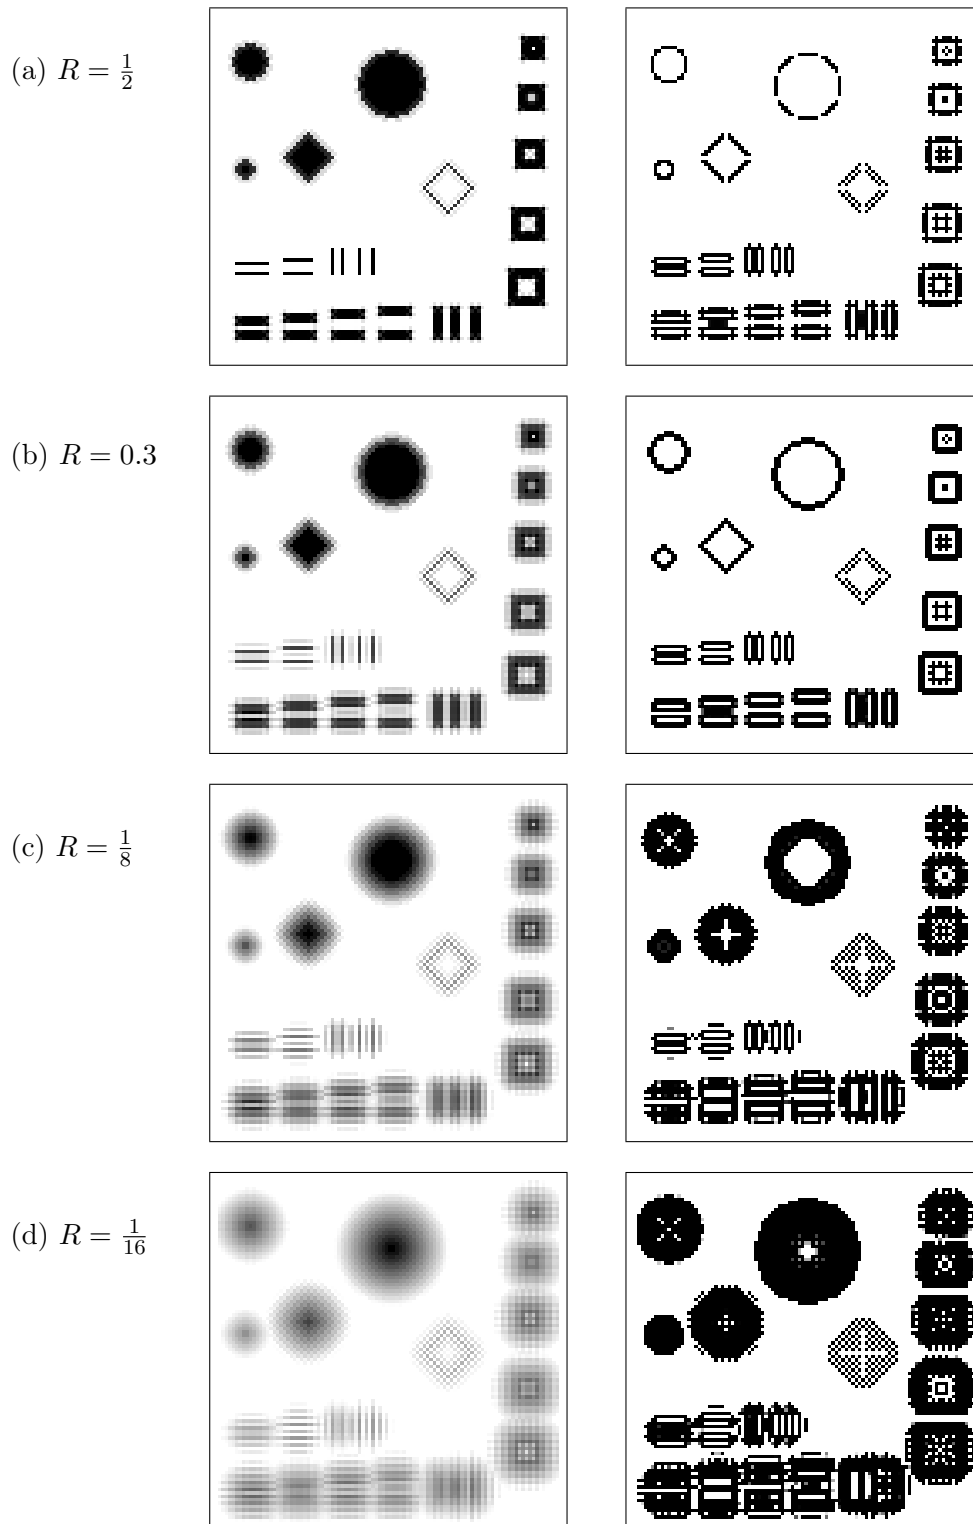 (a) R = 1/2
(b) R = 0.3
(c) R = 1/8
(d) R = 1/16